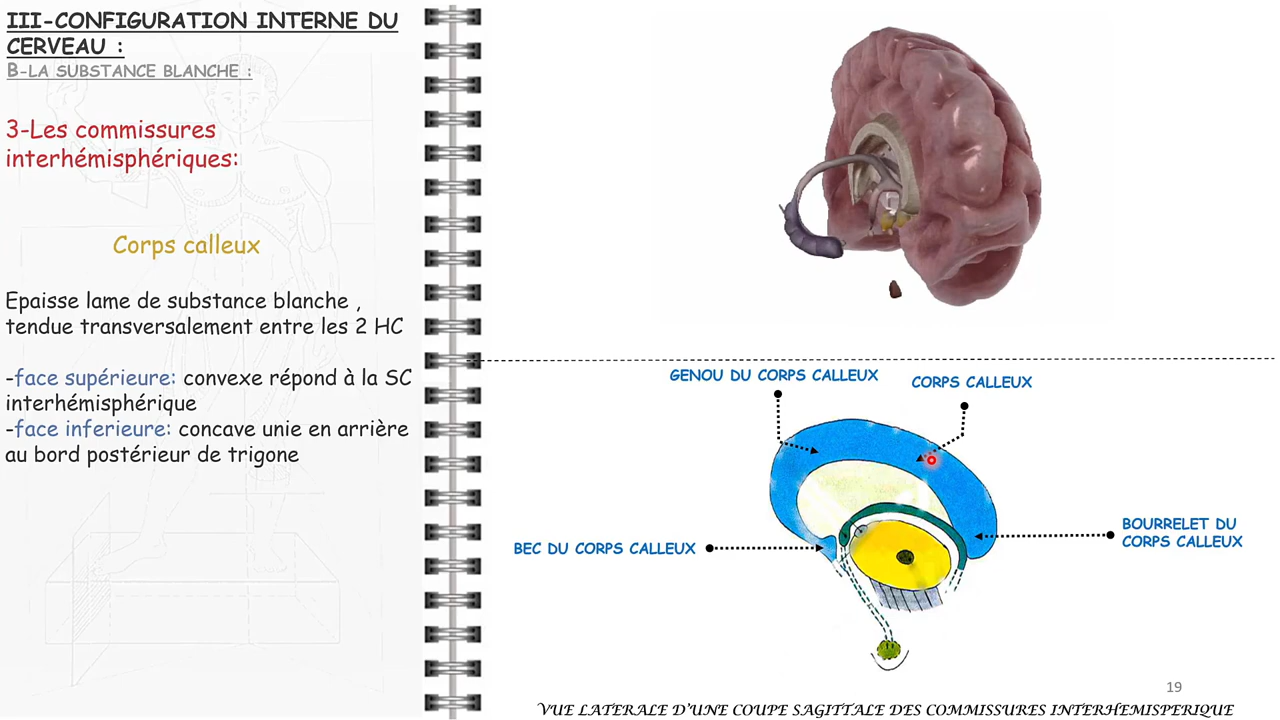 III-CONFIGURATION INTERNE DU
CERVEAU :
B-LA SUBSTANCE BLANCHE :
3-Les commissures
interhémisphériques:
Corps calleux
Epaisse lame de substance blanche ,
tendue transversalement entre les 2 HC
-face supérieure: convexe répond à la SC
interhémisphérique
-face inferieure: concave unie en arrière
au bord postérieur de trigone
GENOU DU CORPS CALLEUX
CORPS CALLEUX
BEC DU CORPS CALLEUX
BOURRELET DU
CORPS CALLEUX
19
VUE LATERALE D'UNE COUPE SAGITTALE DES COMMISSURES INTERHEMISPERIQUE